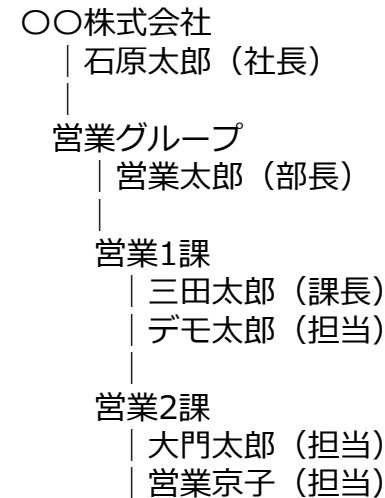 〇〇株式会社
｜石原太郎（社長）
｜
営業グループ
｜営業太郎（部長）
｜
営業1課
｜三田太郎（課長）
｜デモ太郎（担当）
｜
営業2課
｜大門太郎（担当）
｜営業京子（担当）